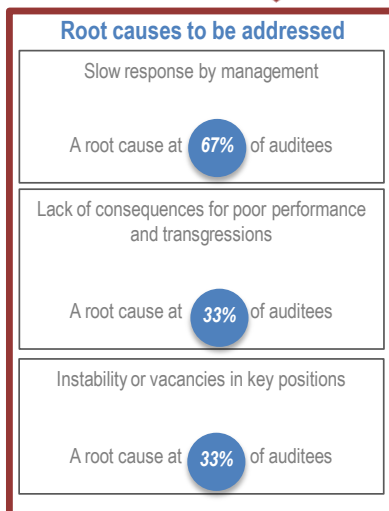 Root causes to be addressed
Slow response by management
A root cause at 67% of auditees
Lack of consequences for poor performance
and transgressions
A root cause at 33% of auditees
Instability or vacancies in key positions
A root cause at 33% of auditees